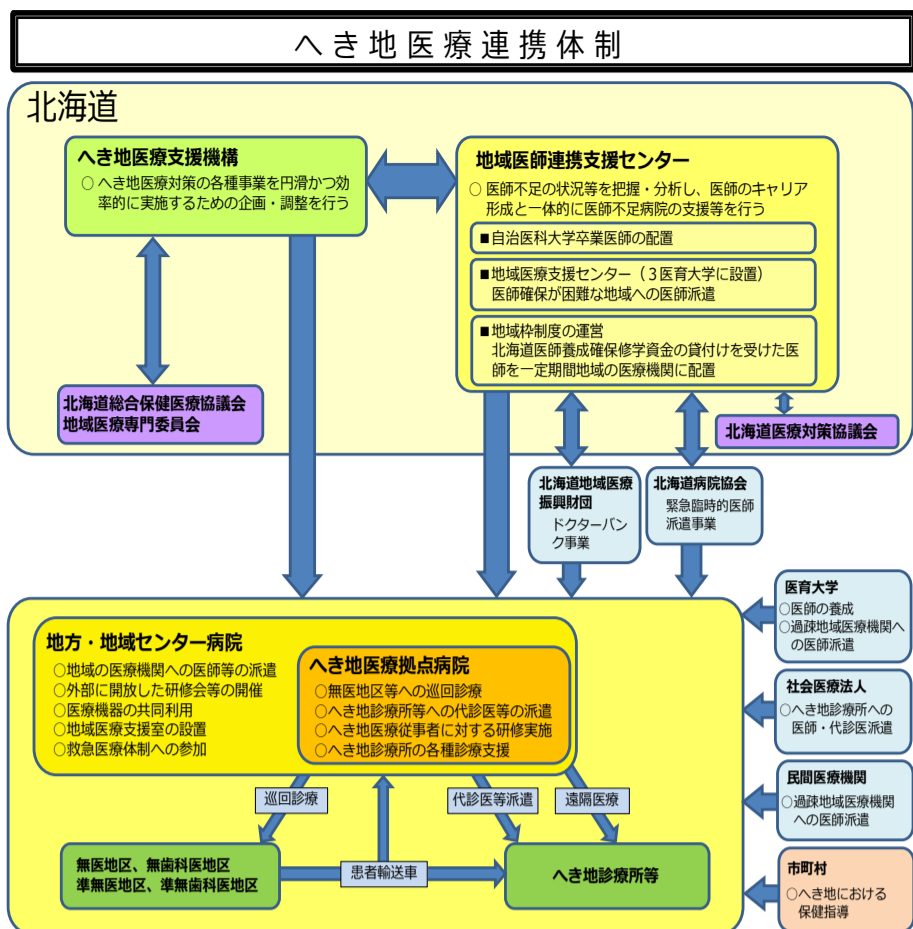 へき地医療連携体制
北海道
へき地医療支援機構
○ へき地医療対策の各種事業を円滑かつ効
率的に実施するための企画・調整を行う
地域医師連携支援センター
○ 医師不足の状況等を把握・分析し、医師のキャリア
形成と一体的に医師不足病院の支援等を行う
■自治医科大学卒業医師の配置
■地域医療支援センター（３医育大学に設置）
医師確保が困難な地域への医師派遣
■地域枠制度の運営
北海道医師養成確保修学資金の貸付けを受けた医
師を一定期間地域の医療機関に配置
北海道総合保健医療協議会
地域医療専門委員会
北海道医療対策協議会
北海道地域医療
振興財団
ドクターバン
ク事業
北海道病院協会
緊急臨時的医師
派遣事業
地方・地域センター病院
○地域の医療機関への医師等の派遣
○外部に開放した研修会等の開催
○医療機器の共同利用
○地域医療支援室の設置
○救急医療体制への参加
へき地医療拠点病院
○無医地区等への巡回診療
○へき地診療所等への代診医等の派遣
○へき地医療従事者に対する研修実施
○へき地診療所の各種診療支援
巡回診療
代診医等派遣
遠隔医療
無医地区、無歯科医地区
準無医地区、準無歯科医地区
患者輸送車
へき地診療所等
医育大学
○医師の養成
○過疎地域医療機関へ
の医師派遣
社会医療法人
○へき地診療所への
医師・代診医派遣
民間医療機関
○過疎地域医療機関
への医師派遣
市町村
○へき地における
保健指導